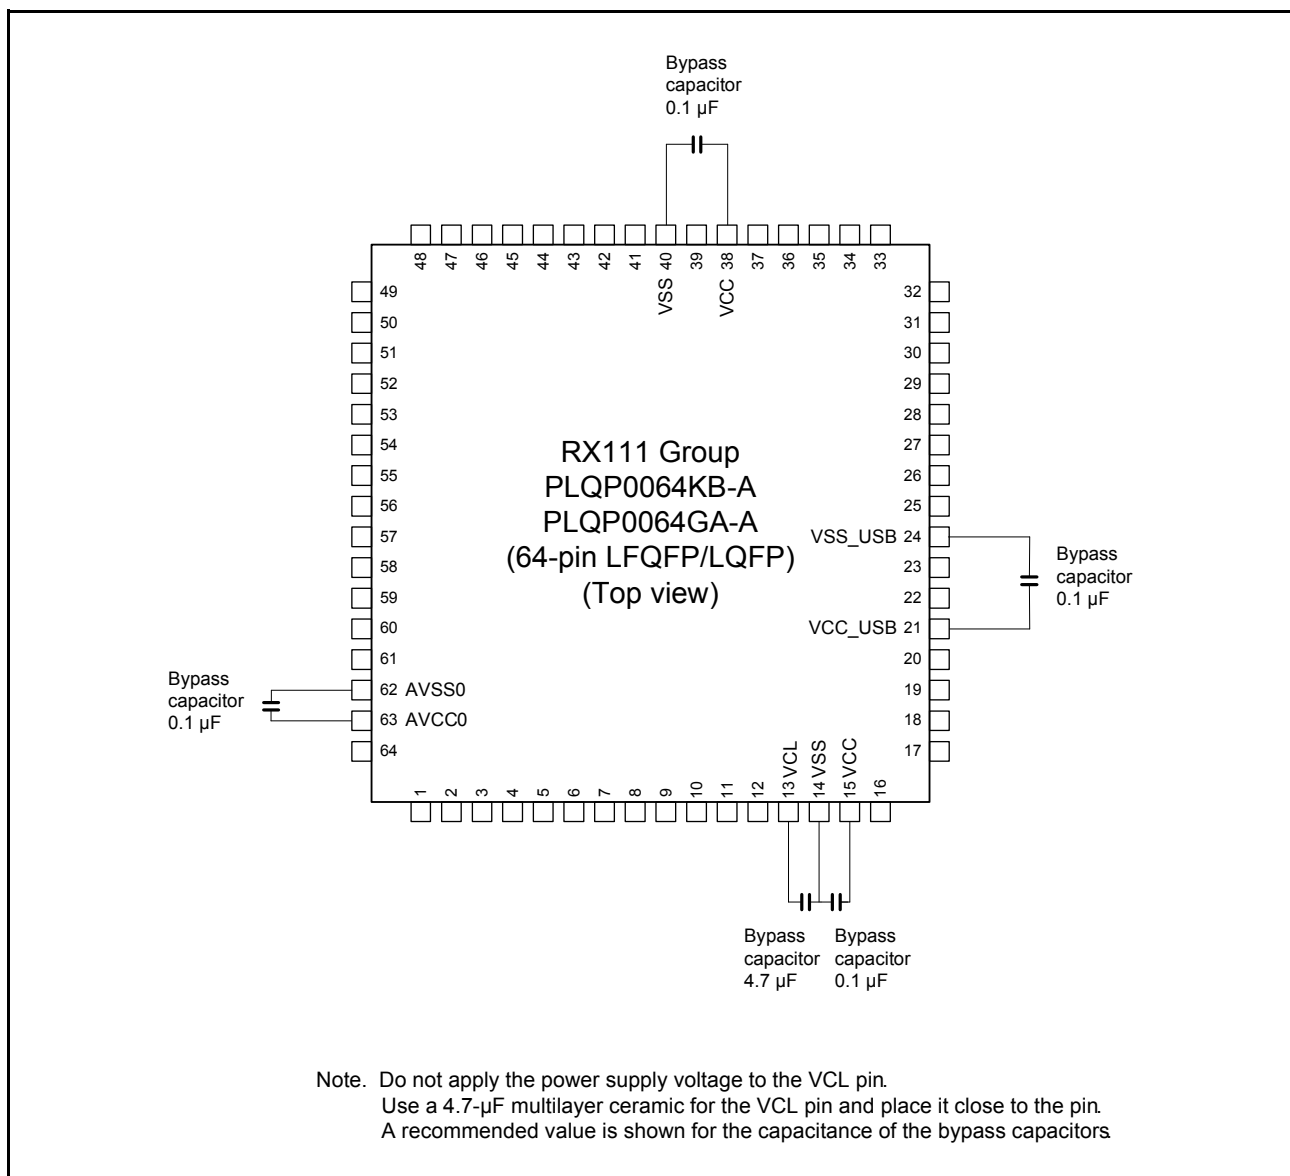 Bypass
capacitor
0.1 µF
48 47 46 45 44 43 42 41 40 39 38 37 36 35 34 33
VSS VCC
49
50
51
52
53
54
55
56
57
58
59
60
61
62 AVSS0
63 AVCC0
64
Bypass
capacitor
0.1 µF
RX111 Group
PLQP0064KB-A
PLQP0064GA-A
(64-pin LFQFP/LQFP)
(Top view)
32
31
30
29
28
27
26
25
VSS_USB 24
23
22
VCC_USB 21
20
19
18
17
Bypass
capacitor
0.1 µF
VCL VSS VCC
1 2 3 4 5 6 7 8 9 10 11 12 13 14 15 16
Bypass
capacitor
4.7 µF
Bypass
capacitor
0.1 µF
Note. Do not apply the power supply voltage to the VCL pin.
Use a 4.7-µF multilayer ceramic for the VCL pin and place it close to the pin.
A recommended value is shown for the capacitance of the bypass capacitors.